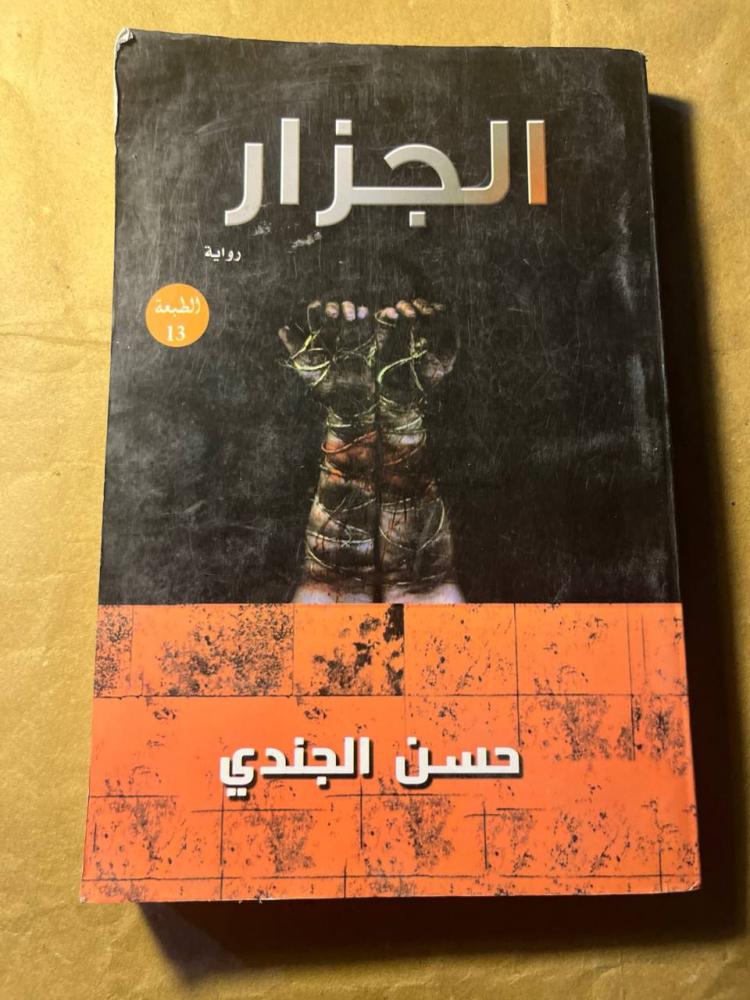 الجزار
رواية
الطبعة
13
حسن الجندي